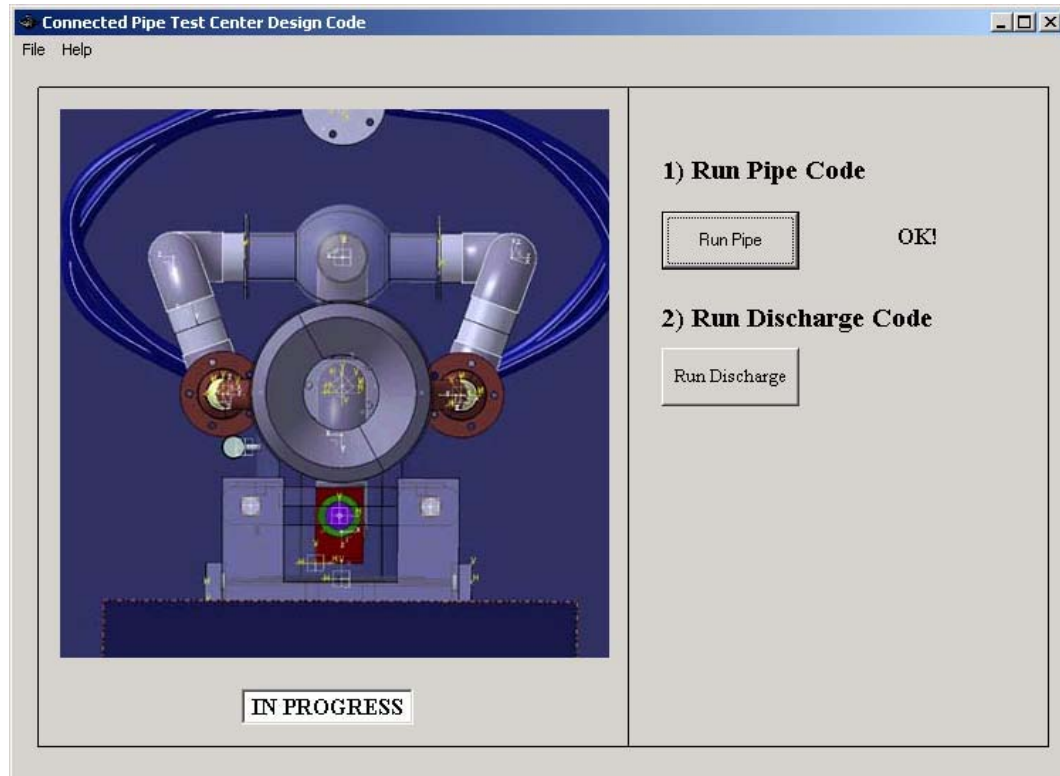 Connected Pipe Test Center Design Code
File Help
1) Run Pipe Code
Run Pipe
OK!
2) Run Discharge Code
Run Discharge
IN PROGRESS